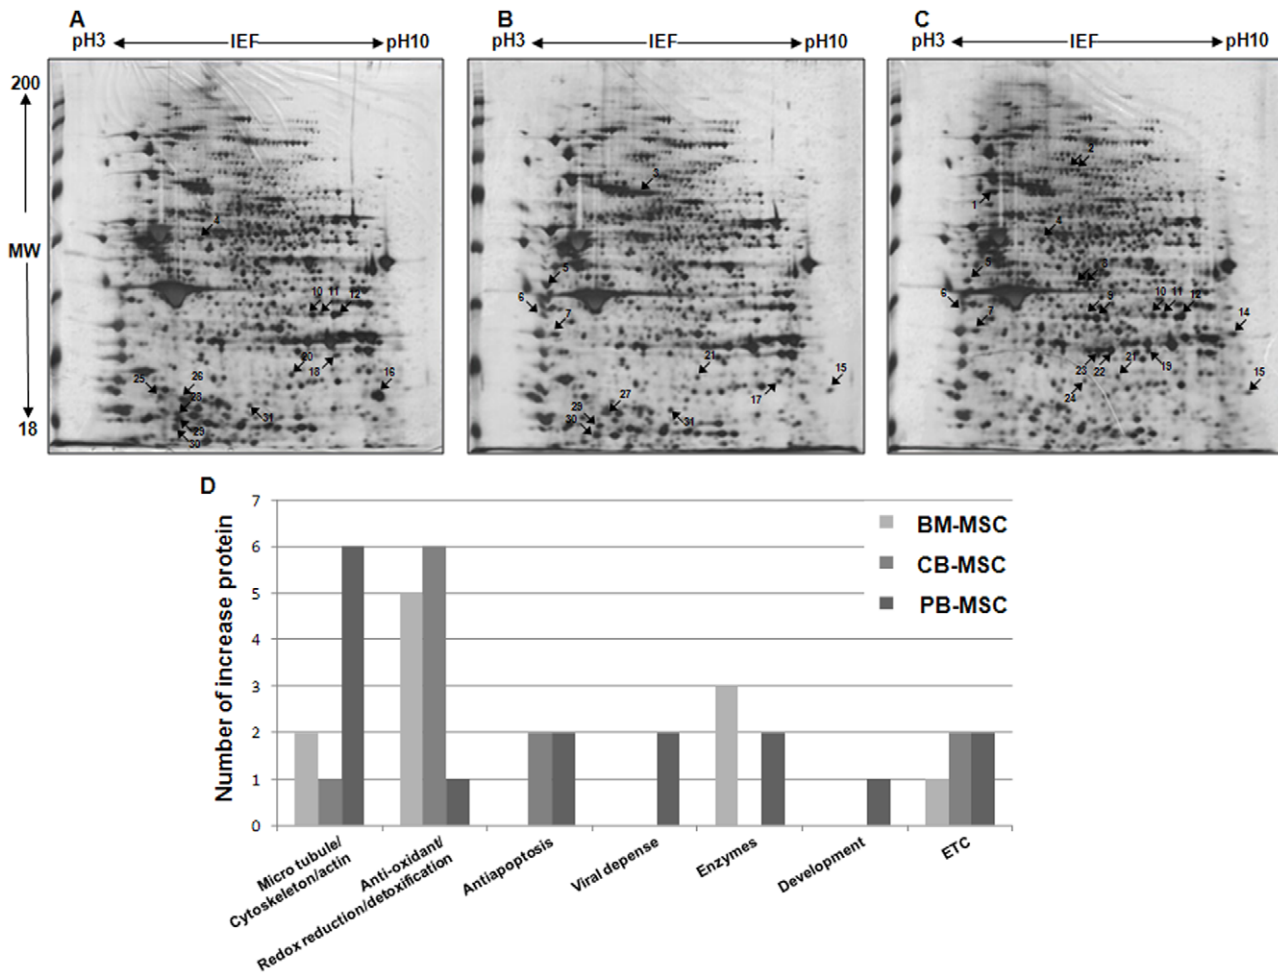 A
B
C
pH3 IEF pH10
pH3 IEF pH10
pH3 IEF pH10
200
MW
18
4
10 11 12
20
18
16
25
26
28
29
30
31
3
5
6
7
21
15
17
27
29
30
31
2
1
4
5
8
6
7
9
10 11 12
14
23 22 21 19
24
15
D
Number of increase protein
7
6
5
4
3
2
1
0
BM-MSC
CB-MSC
PB-MSC
Micro tubule/
Cytoskeleton/actin
Anti-oxidant/
Redox reduction/detoxification
Antiapoptosis
Viral depense
Enzymes
Development
ETC